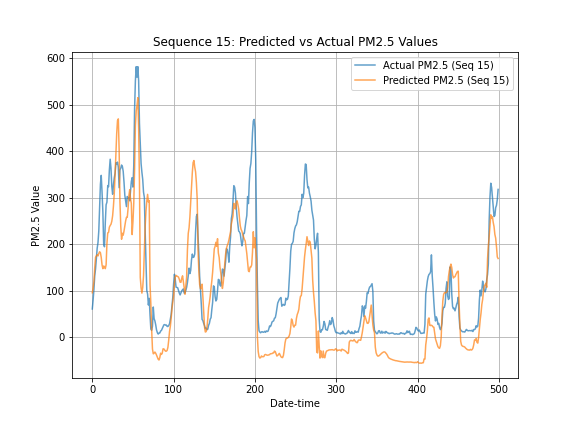 Sequence 15: Predicted vs Actual PM2.5 Values
Actual PM2.5 (Seq 15)
Predicted PM2.5 (Seq 15)
600
500
400
300
200
100
0
PM2.5 Value
0 100 200 300 400 500
Date-time